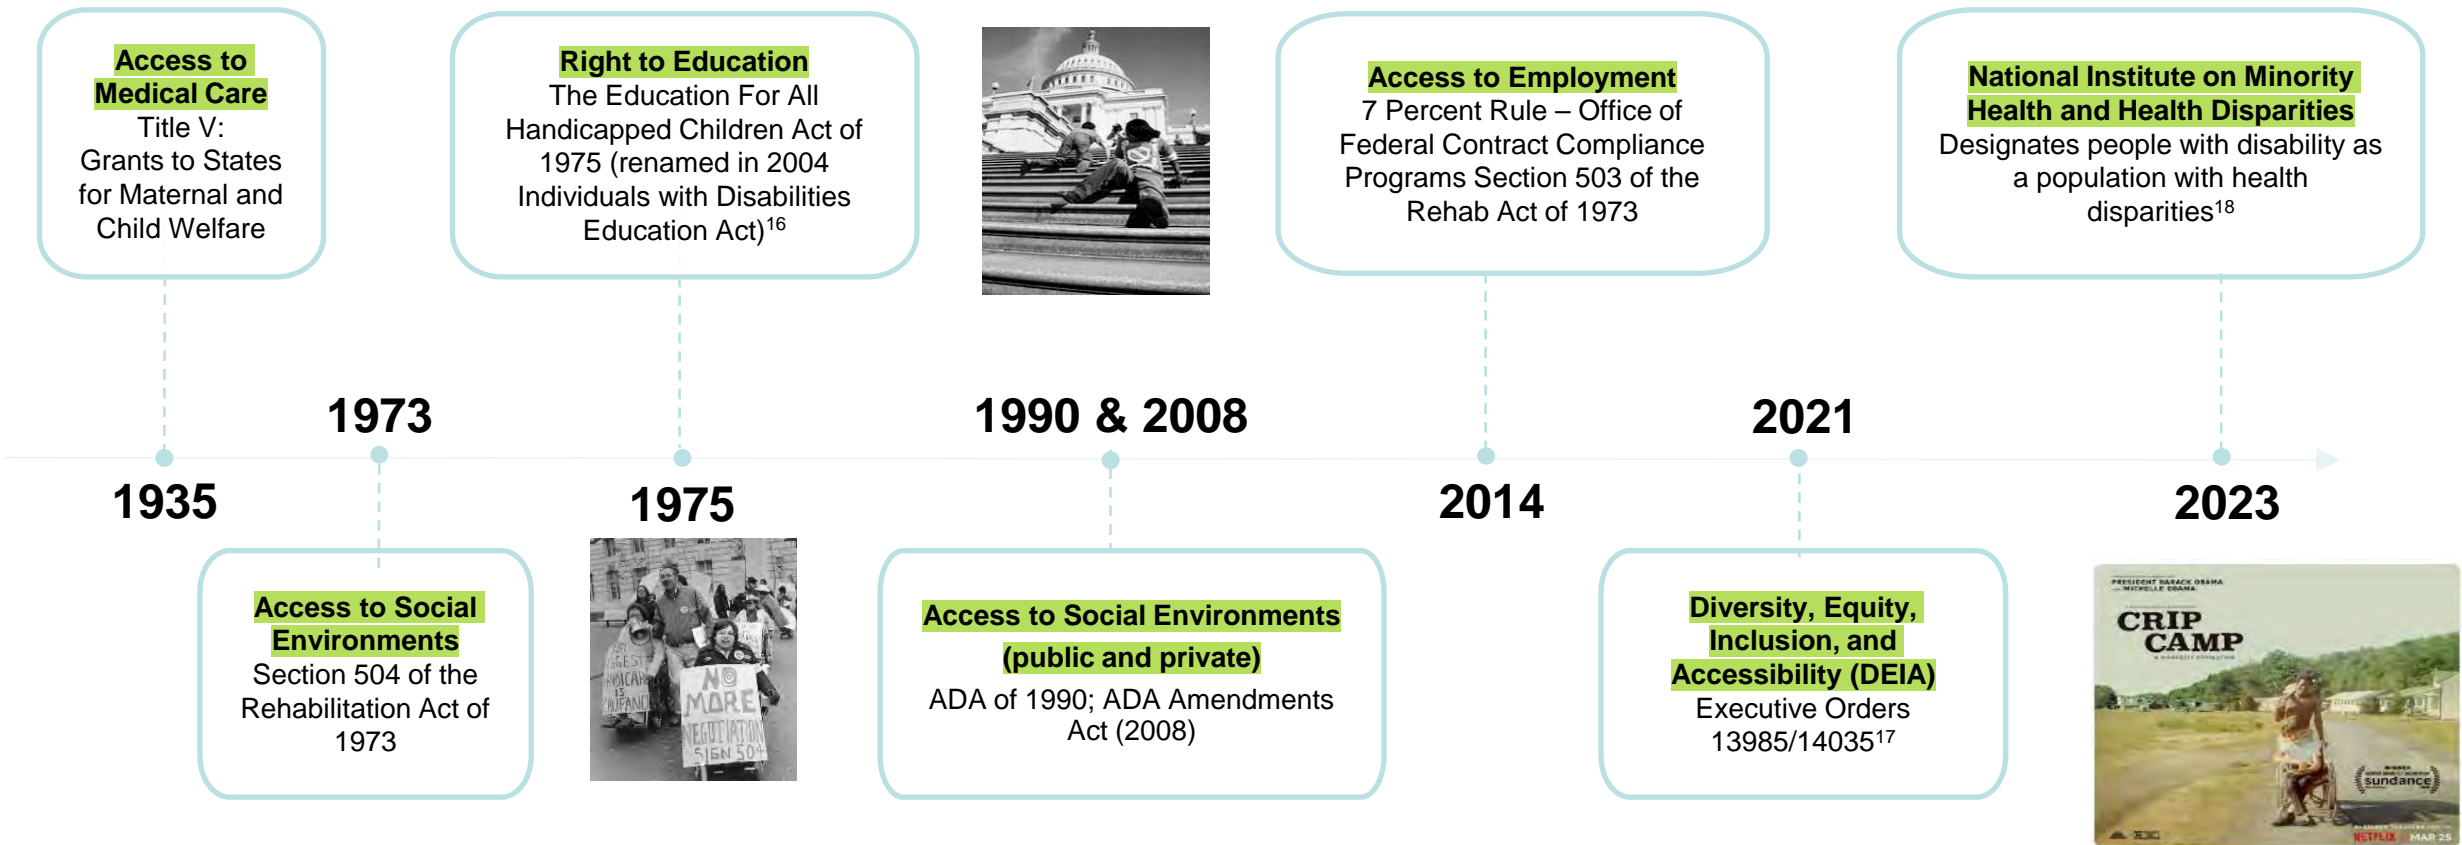 Access to
Medical Care
Title V:
Grants to States
for Maternal and
Child Welfare
Right to Education
The Education For All
Handicapped Children Act of
1975 (renamed in 2004
Individuals with Disabilities
Education Act)16
Access to Employment
7 Percent Rule – Office of
Federal Contract Compliance
Programs Section 503 of the
Rehab Act of 1973
National Institute on Minority
Health and Health Disparities
Designates people with disability as
a population with health
disparities18
1973
1990 & 2008
2021
1935
1975
2014
2023
Access to Social
Environments
Section 504 of the
Rehabilitation Act of
1973
NO
MORE
NEGOTIATION
SIGN 504
Access to Social Environments
(public and private)
ADA of 1990; ADA Amendments
Act (2008)
Diversity, Equity,
Inclusion, and
Accessibility (DEIA)
Executive Orders
13985/1403517
PRESIDENT BARACK OBAMA
MICHELLE OBAMA
CRIP
CAMP
sundance
NETFLIX MAR 25